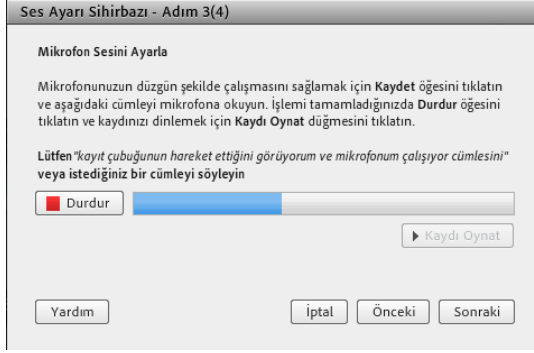 Ses Ayarı Sihirbazı - Adım 3(4)
Mikrofon Sesini Ayarla
Mikrofonunuzun düzgün şekilde çalışmasını sağlamak için Kaydet öğesini tıklatın
ve aşağıdaki cümleyi mikrofona okuyun. İşlemi tamamladığınızda Durdur öğesini
tıklatın ve kaydınızı dinlemek için Kaydı Oynat düğmesini tıklatın.
Lütfen"kayıt çubuğunun hareket ettiğini görüyorum ve mikrofonum çalışıyor cümlesini"
veya istediğiniz bir cümleyi söyleyin
Durdur
Kaydı Oynat
Yardım İptal Önceki Sonraki